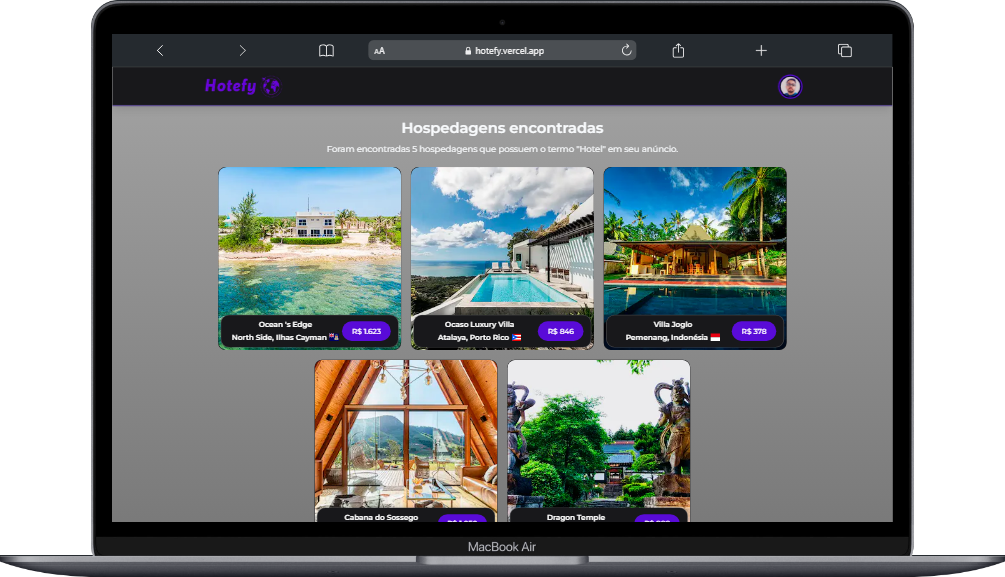 AA
hotefy.vercel.app
Hotefy
Hospedagens encontradas
Foram encontradas 5 hospedagens que possuem o termo "Hotel" em seu anúncio.
Ocean 's Edge
North Side, Ilhas Cayman
R$ 1.623
Ocaso Luxury Villa
Atalaya, Porto Rico
R$ 846
Villa Joglo
Pemenang, Indonésia
R$ 378
Cabana do Sossego
Dragon Temple
MacBook Air